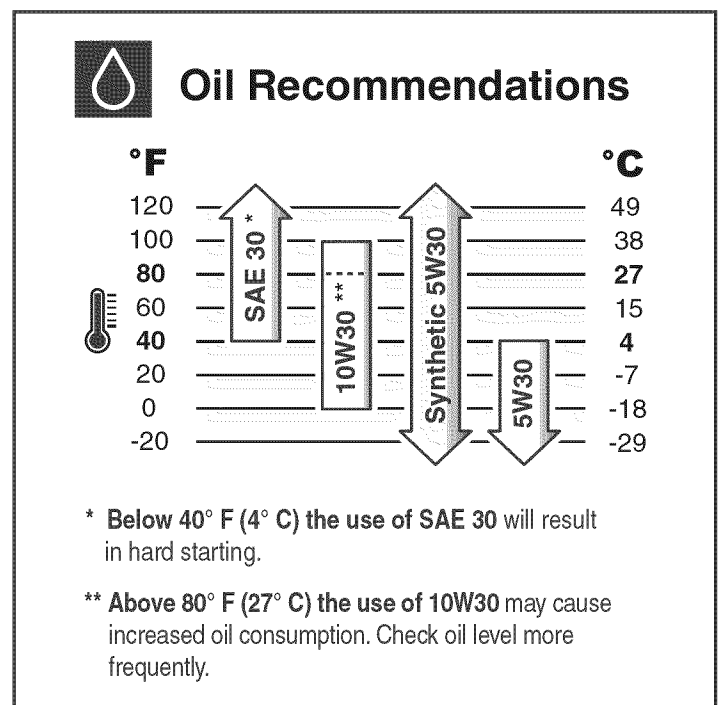 Oil Recommendations
°F
°C
120
49
100
38
80
27
60
15
40
4
20
-7
0
-18
-20
-29
SAE 30 *
10W30 **
Synthetic 5W30
5W30
* Below 40° F (4° C) the use of SAE 30 will result
in hard starting.
** Above 80° F (27° C) the use of 10W30 may cause
increased oil consumption. Check oil level more
frequently.